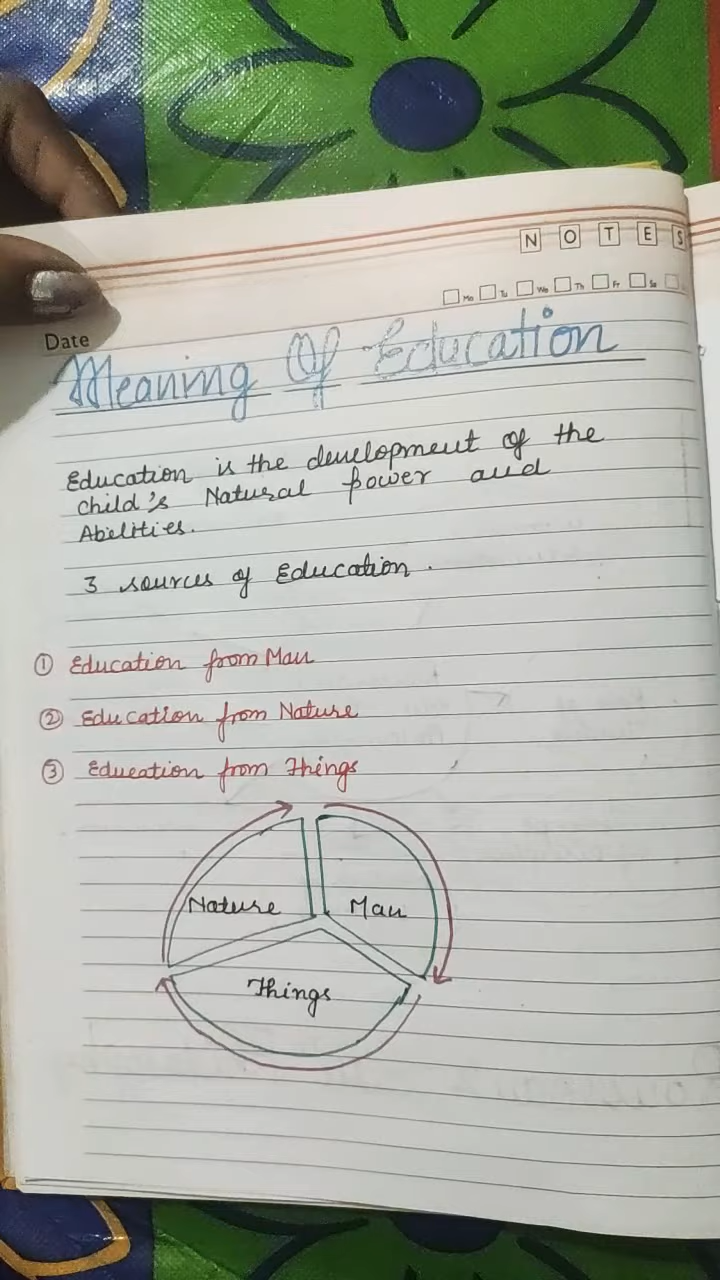 N O T E S
Mo Tu We Th Fr Sa
Date
Meaning Of Education
Education is the development of the
child's Natural power and
Abilities.
3 sources of Education.
① Education from Man
② Education from Nature
③ Education from Things
Nature
Man
Things